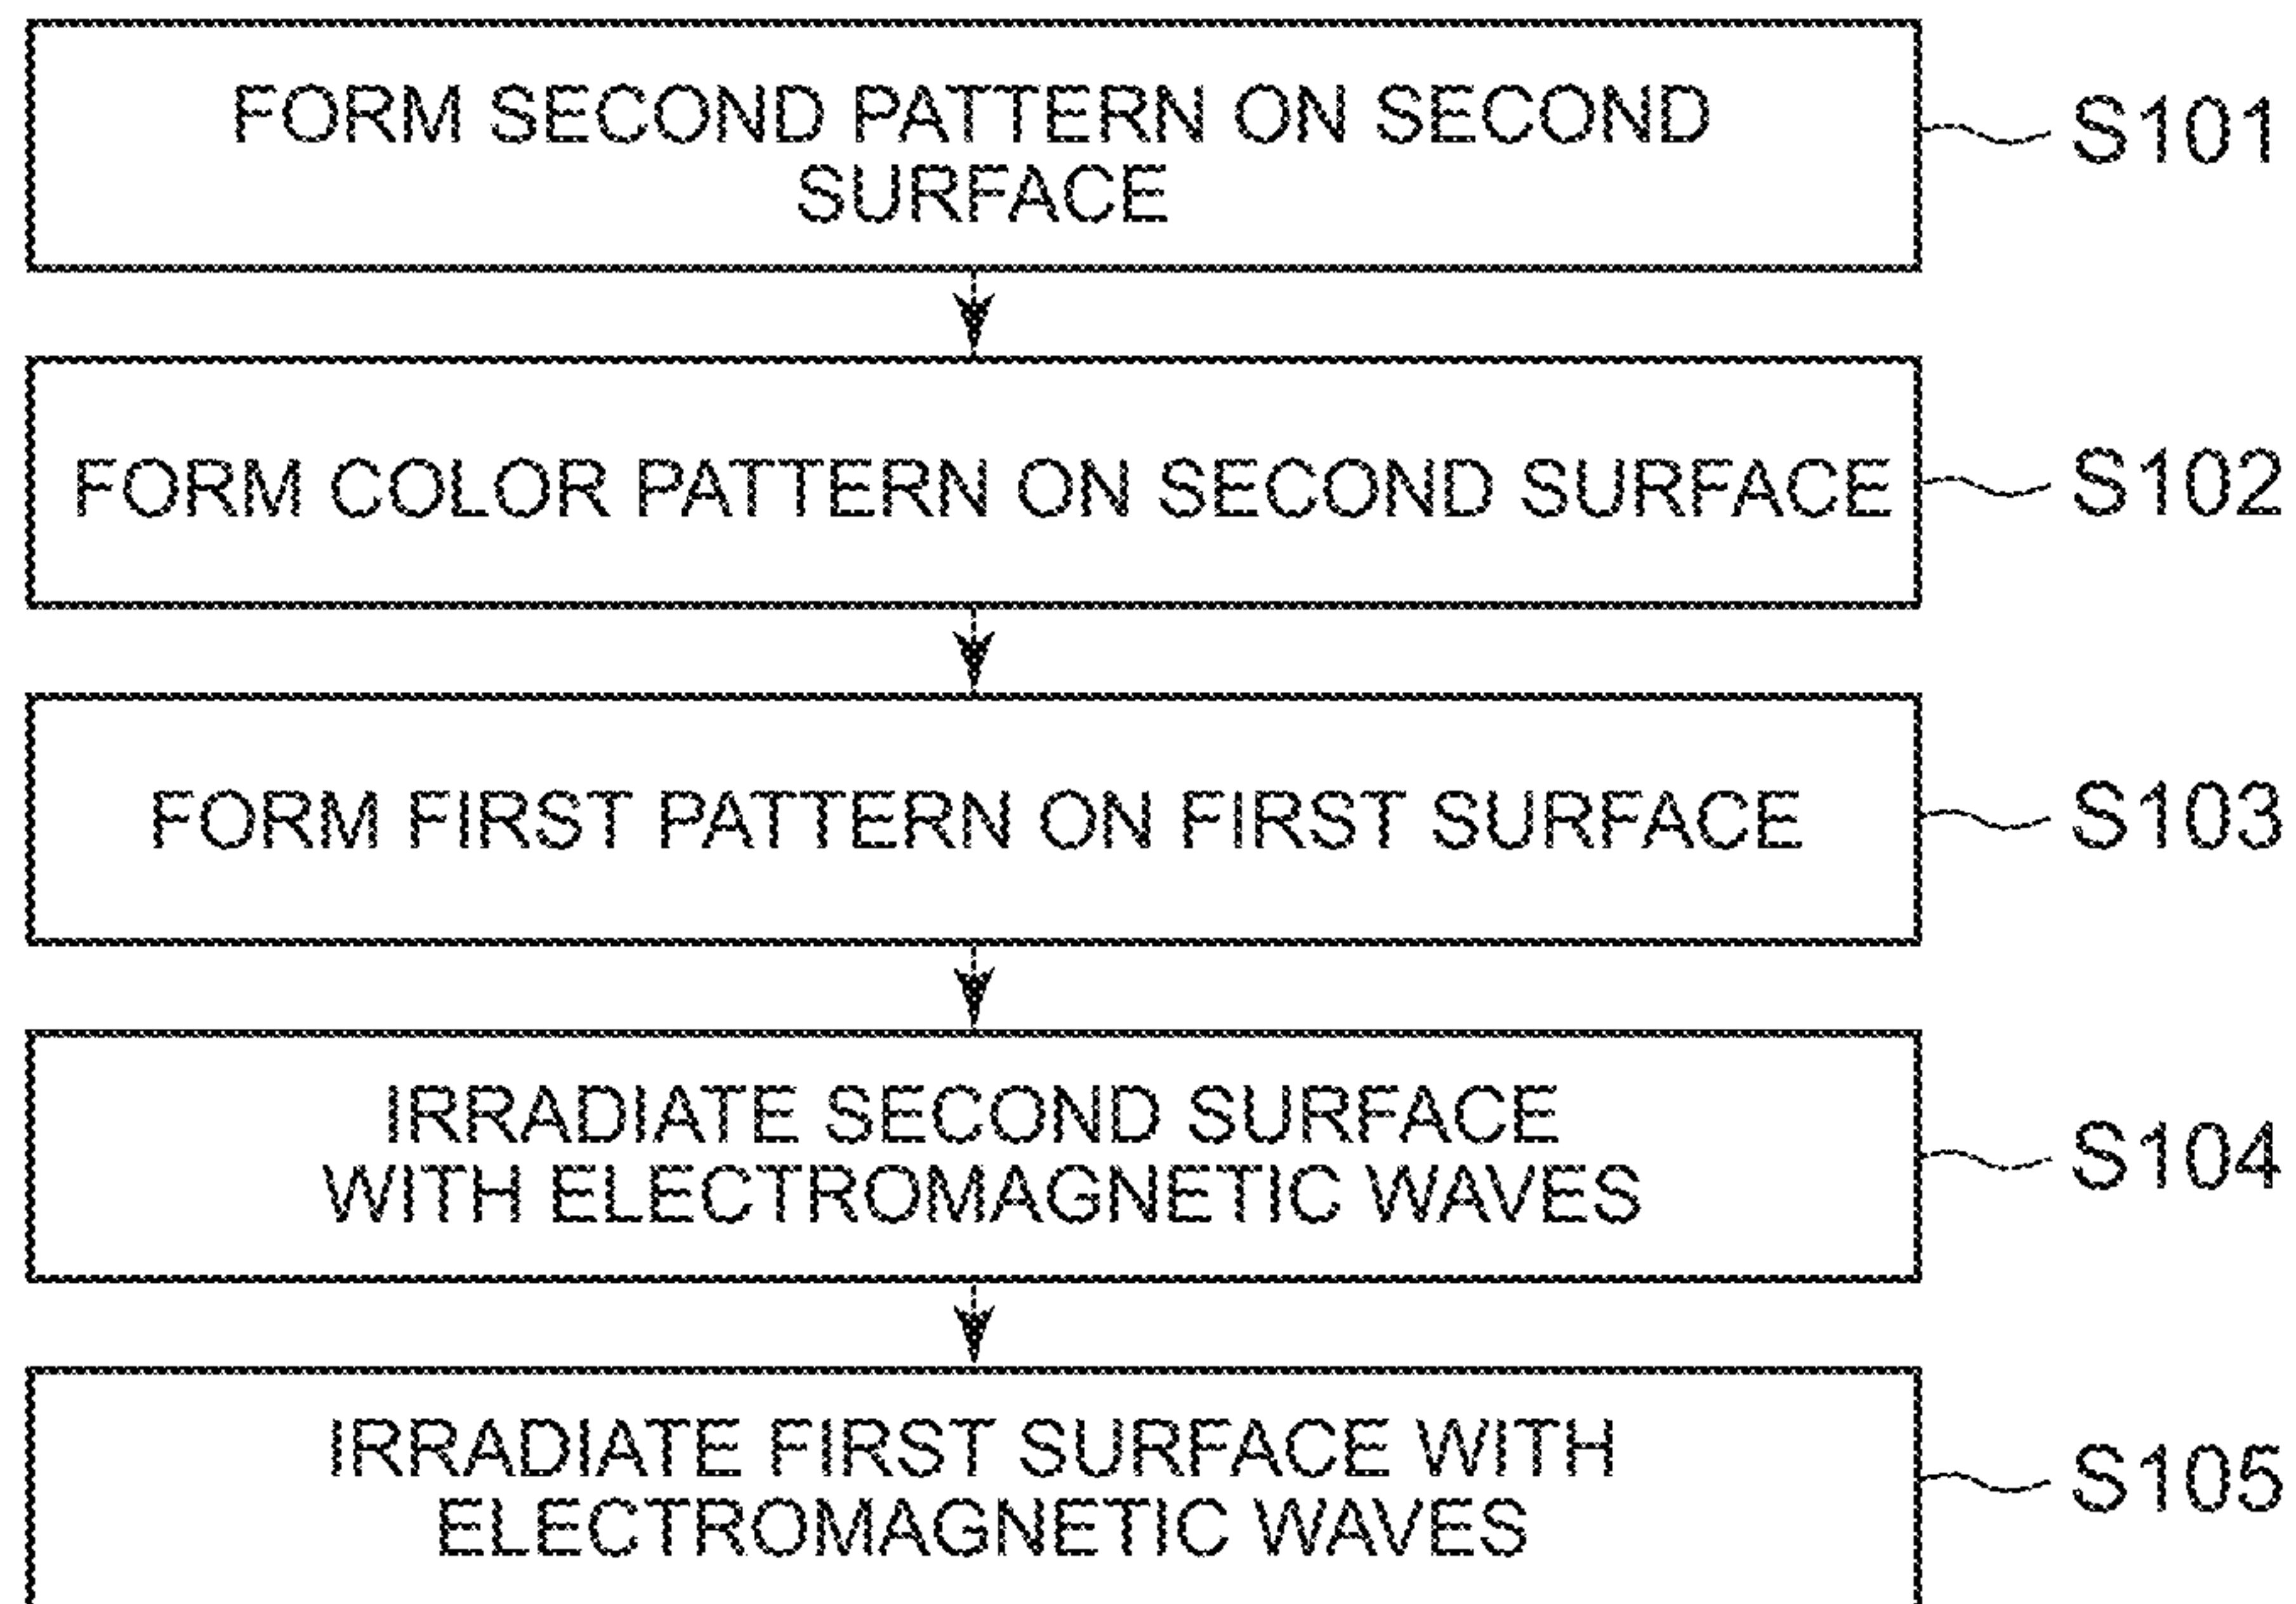 FORM SECOND PATTERN ON SECOND
SURFACE
S101
FORM COLOR PATTERN ON SECOND SURFACE
S102
FORM FIRST PATTERN ON FIRST SURFACE
S103
IRRADIATE SECOND SURFACE
WITH ELECTROMAGNETIC WAVES
S104
IRRADIATE FIRST SURFACE WITH
ELECTROMAGNETIC WAVES
S105